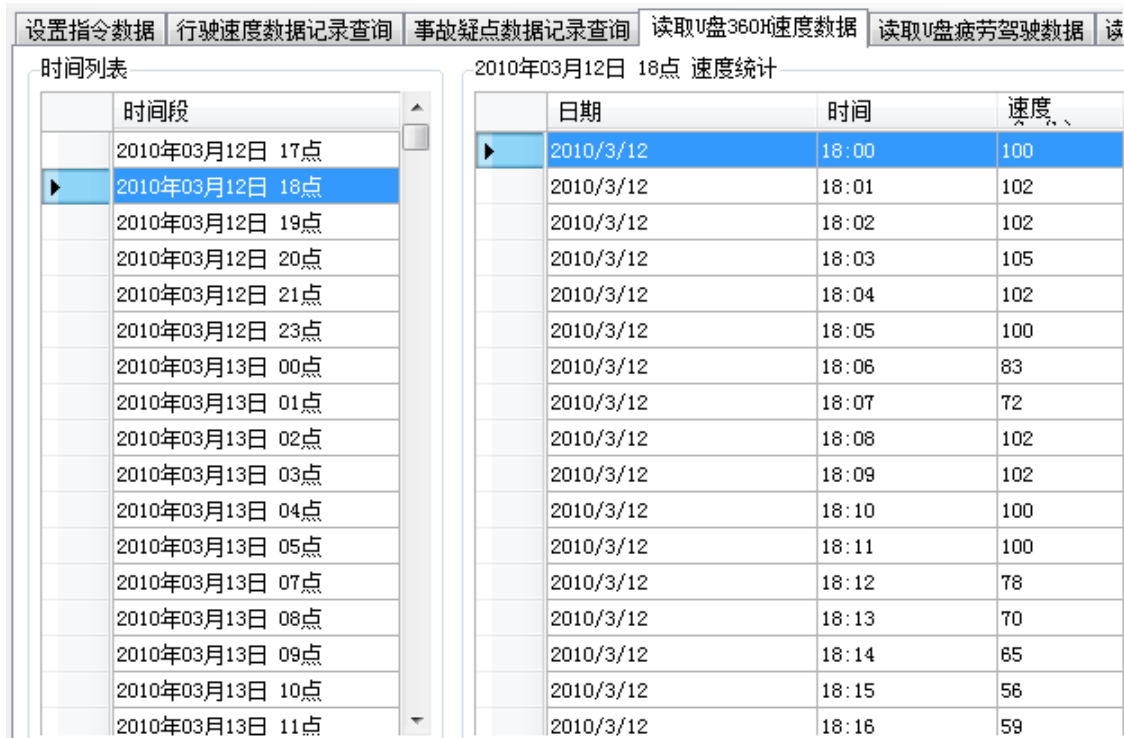 设置指令数据 行驶速度数据记录查询 事故疑点数据记录查询 读取U盘360H速度数据 读取U盘疲劳驾驶数据
时间列表
时间段
2010年03月12日 17点
2010年03月12日 18点
2010年03月12日 19点
2010年03月12日 20点
2010年03月12日 21点
2010年03月12日 23点
2010年03月13日 00点
2010年03月13日 01点
2010年03月13日 02点
2010年03月13日 03点
2010年03月13日 04点
2010年03月13日 05点
2010年03月13日 07点
2010年03月13日 08点
2010年03月13日 09点
2010年03月13日 10点
2010年03月13日 11点
2010年03月12日 18点 速度统计
日期 时间 速度
2010/3/12 18:00 100
2010/3/12 18:01 102
2010/3/12 18:02 102
2010/3/12 18:03 105
2010/3/12 18:04 102
2010/3/12 18:05 100
2010/3/12 18:06 83
2010/3/12 18:07 72
2010/3/12 18:08 102
2010/3/12 18:09 102
2010/3/12 18:10 100
2010/3/12 18:11 100
2010/3/12 18:12 78
2010/3/12 18:13 70
2010/3/12 18:14 65
2010/3/12 18:15 56
2010/3/12 18:16 59